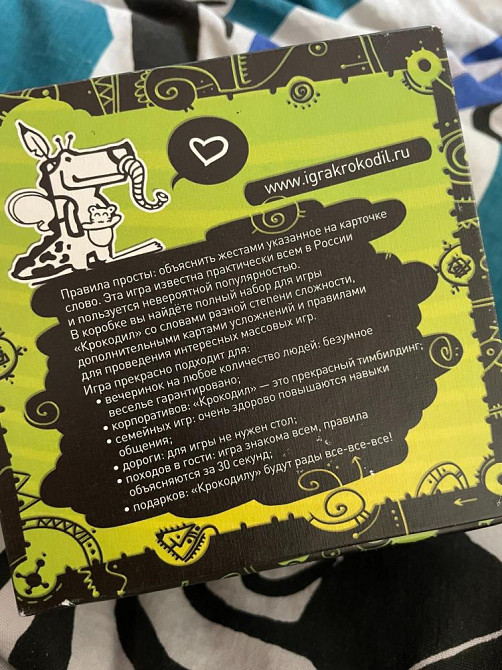 www.igrakrokodil.ru
Правила просты: объяснить жестами указанное на карточке
слово. Эта игра известна практически всем в России
и пользуется невероятной популярностью.
В коробке вы найдёте полный набор для игры
«Крокодил» со словами разной степени сложности,
дополнительными картами усложнений и правилами
для проведения интересных массовых игр.
Игра прекрасно подходит для:
• вечеринок на любое количество людей: безумное
веселье гарантировано;
• корпоративов: «Крокодил» — это прекрасный тимбилдинг;
• семейных игр: очень здорово повышаются навыки
общения;
• дороги: для игры не нужен стол;
• походов в гости: игра знакома всем, правила
объясняются за 30 секунд;
• подарков: «Крокодилу» будут рады все-все-все!